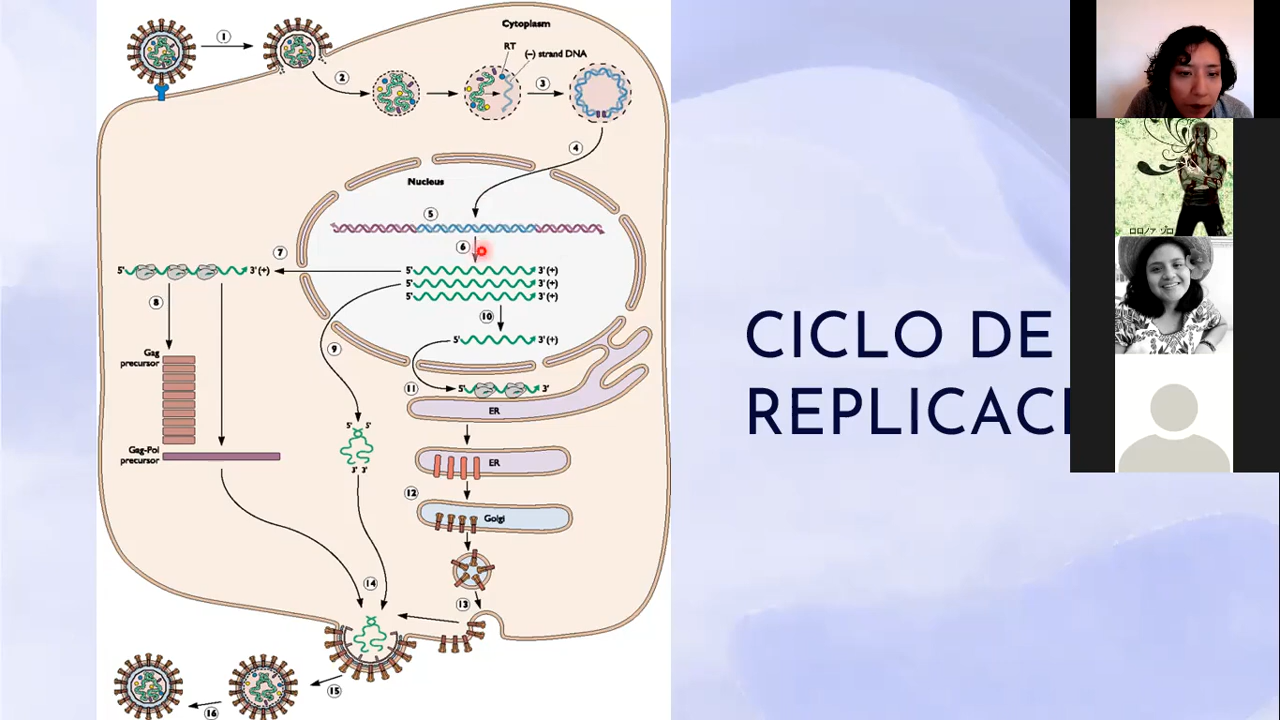 Cytoplasm
RT
(–) strand DNA
1
2
3
4
Nucleus
5
6
7
5' 3' (+)
5' 3' (+)
5' 3' (+)
5' 3' (+)
8
10
5' 3' (+)
9
Gag
precursor
11
5' 3'
ER
5' 5'
3' 3'
Gag-Pol
precursor
ER
12
Golgi
14
13
15
16
CICLO DE
REPLICACI